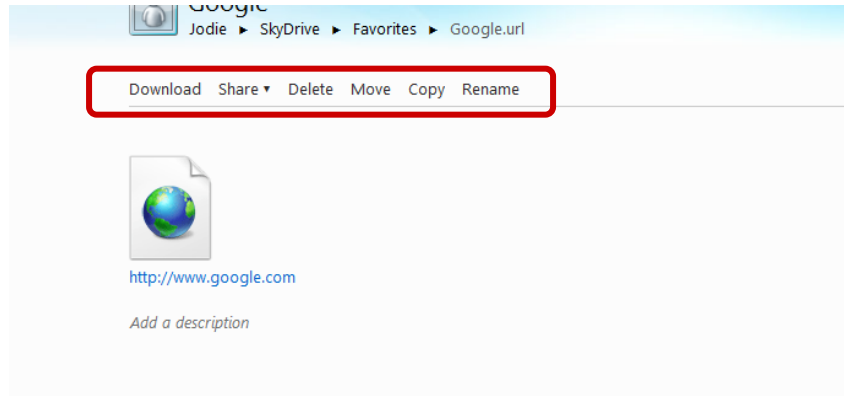 Google
Jodie ► SkyDrive ► Favorites ► Google.url
Download Share ▾ Delete Move Copy Rename
http://www.google.com
Add a description